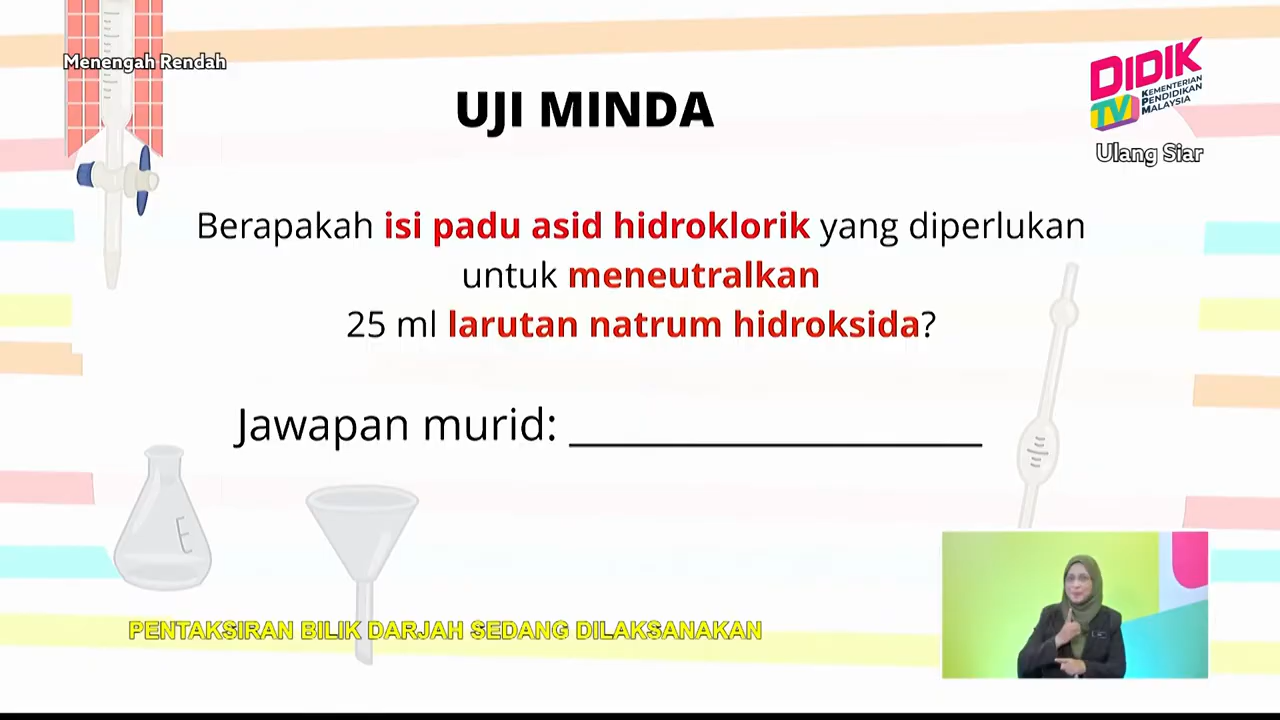 Menengah Rendah
DIDIK
TV
KEMENTERIAN
PENDIDIKAN
MALAYSIA
Ulang Siar
UJI MINDA
Berapakah isi padu asid hidroklorik yang diperlukan
untuk meneutralkan
25 ml larutan natrum hidroksida?
Jawapan murid: ____________________
E
PENTAKSIRAN BILIK DARJAH SEDANG DILAKSANAKAN